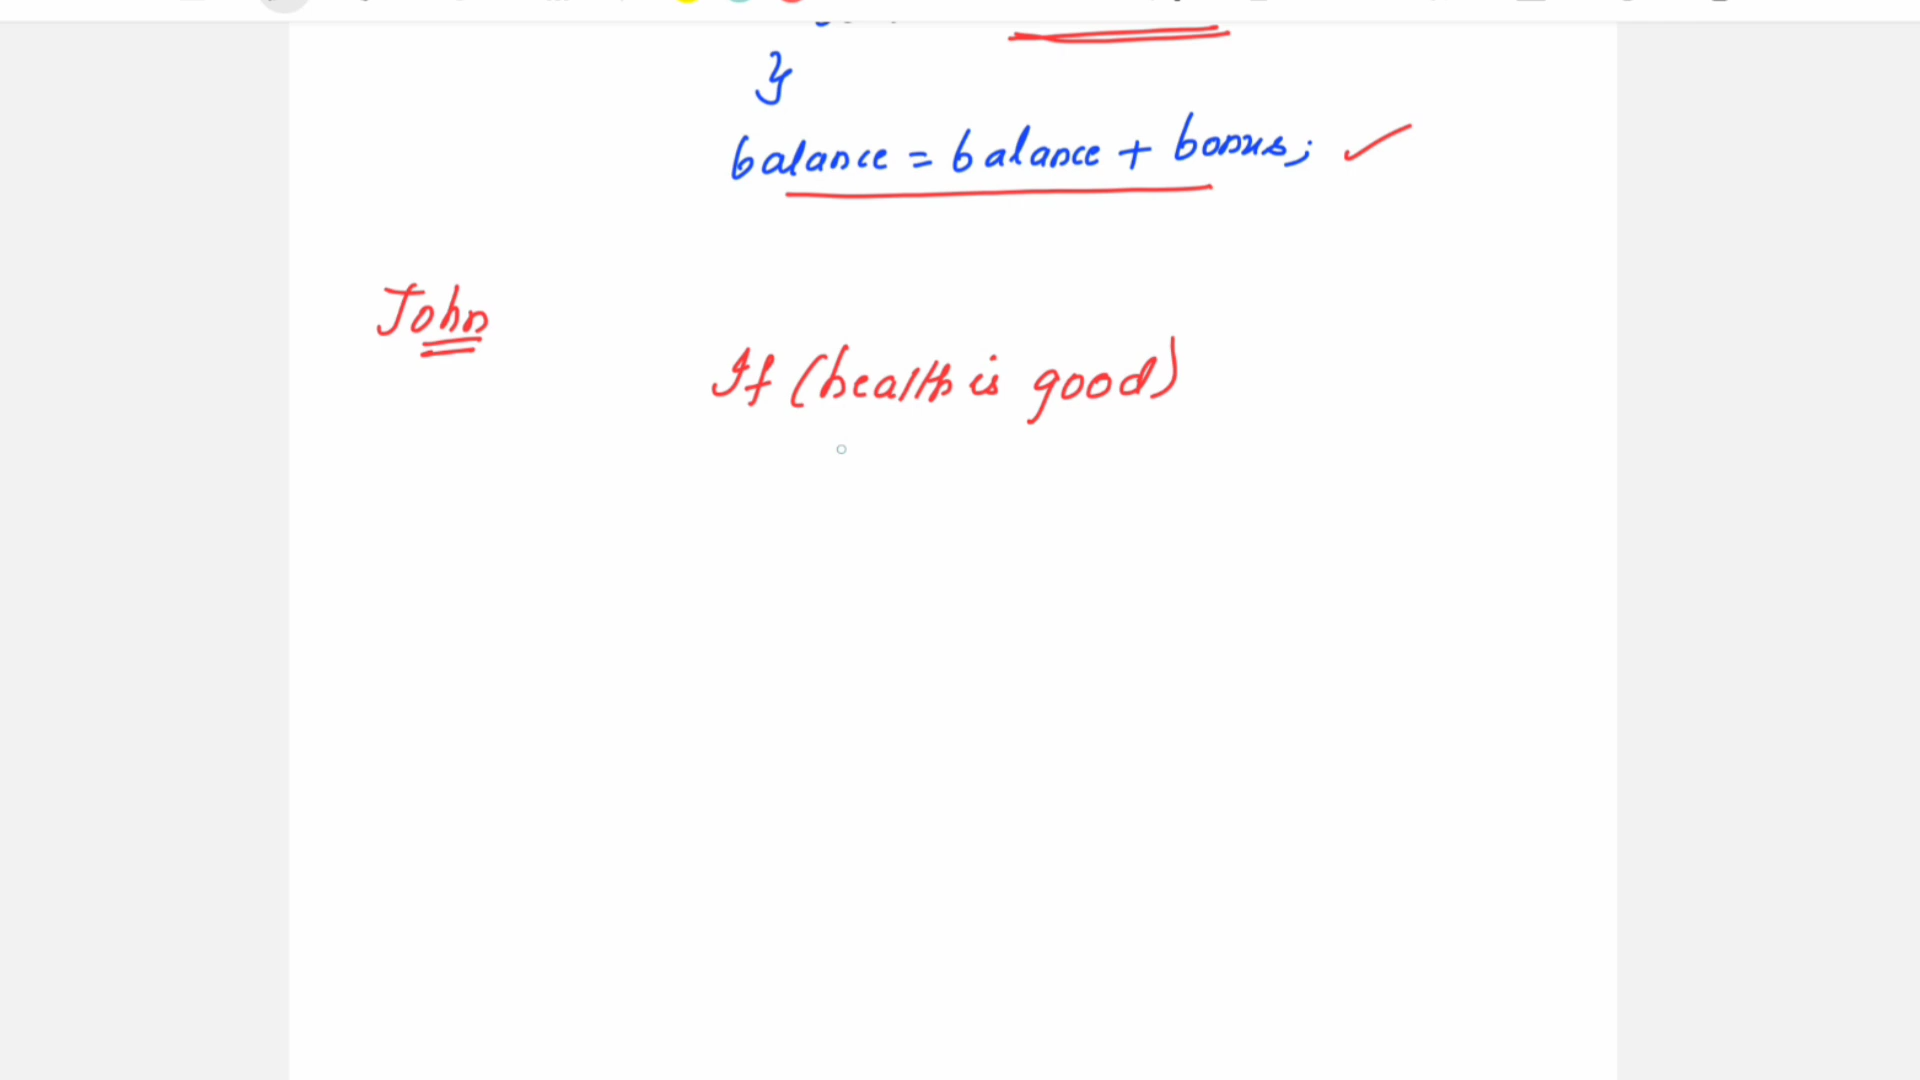 }
balance = balance + bonus;
John
If (health is good)